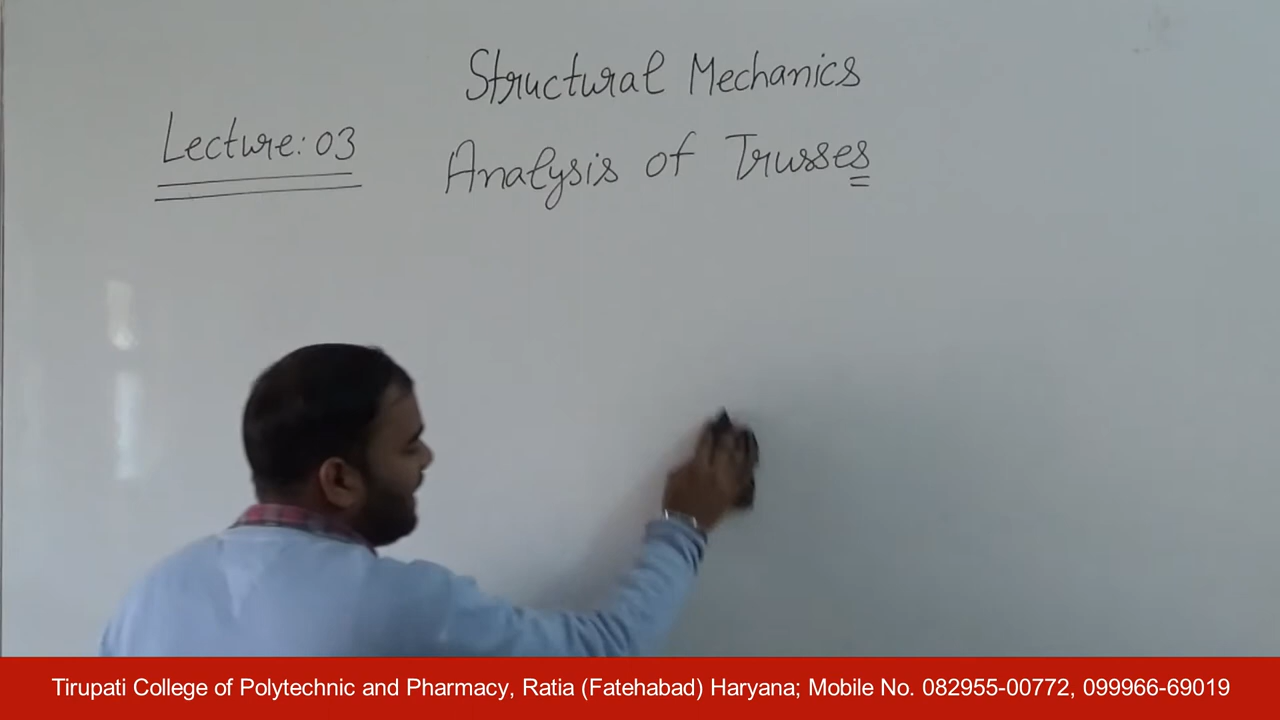 Structural Mechanics
Lecture: 03
Analysis of Trusses
Tirupati College of Polytechnic and Pharmacy, Ratia (Fatehabad) Haryana; Mobile No. 082955-00772, 099966-69019